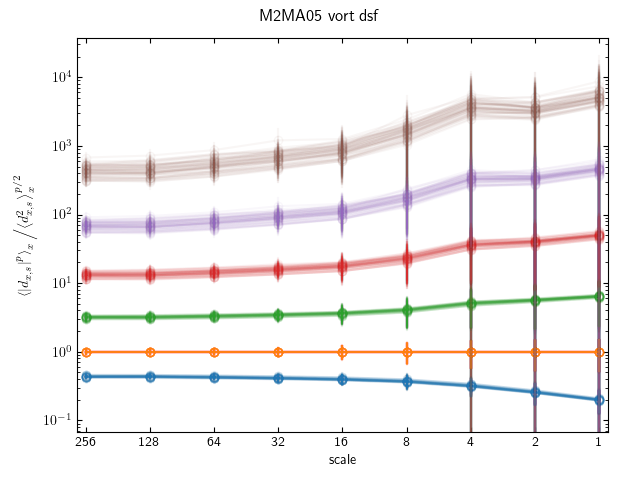 M2MA05 vort dsf
⟨|d_{x,s}|^p⟩_x / ⟨d_{x,s}^2⟩_x^{p/2}
10^4
10^3
10^2
10^1
10^0
10^{-1}
256 128 64 32 16 8 4 2 1
scale